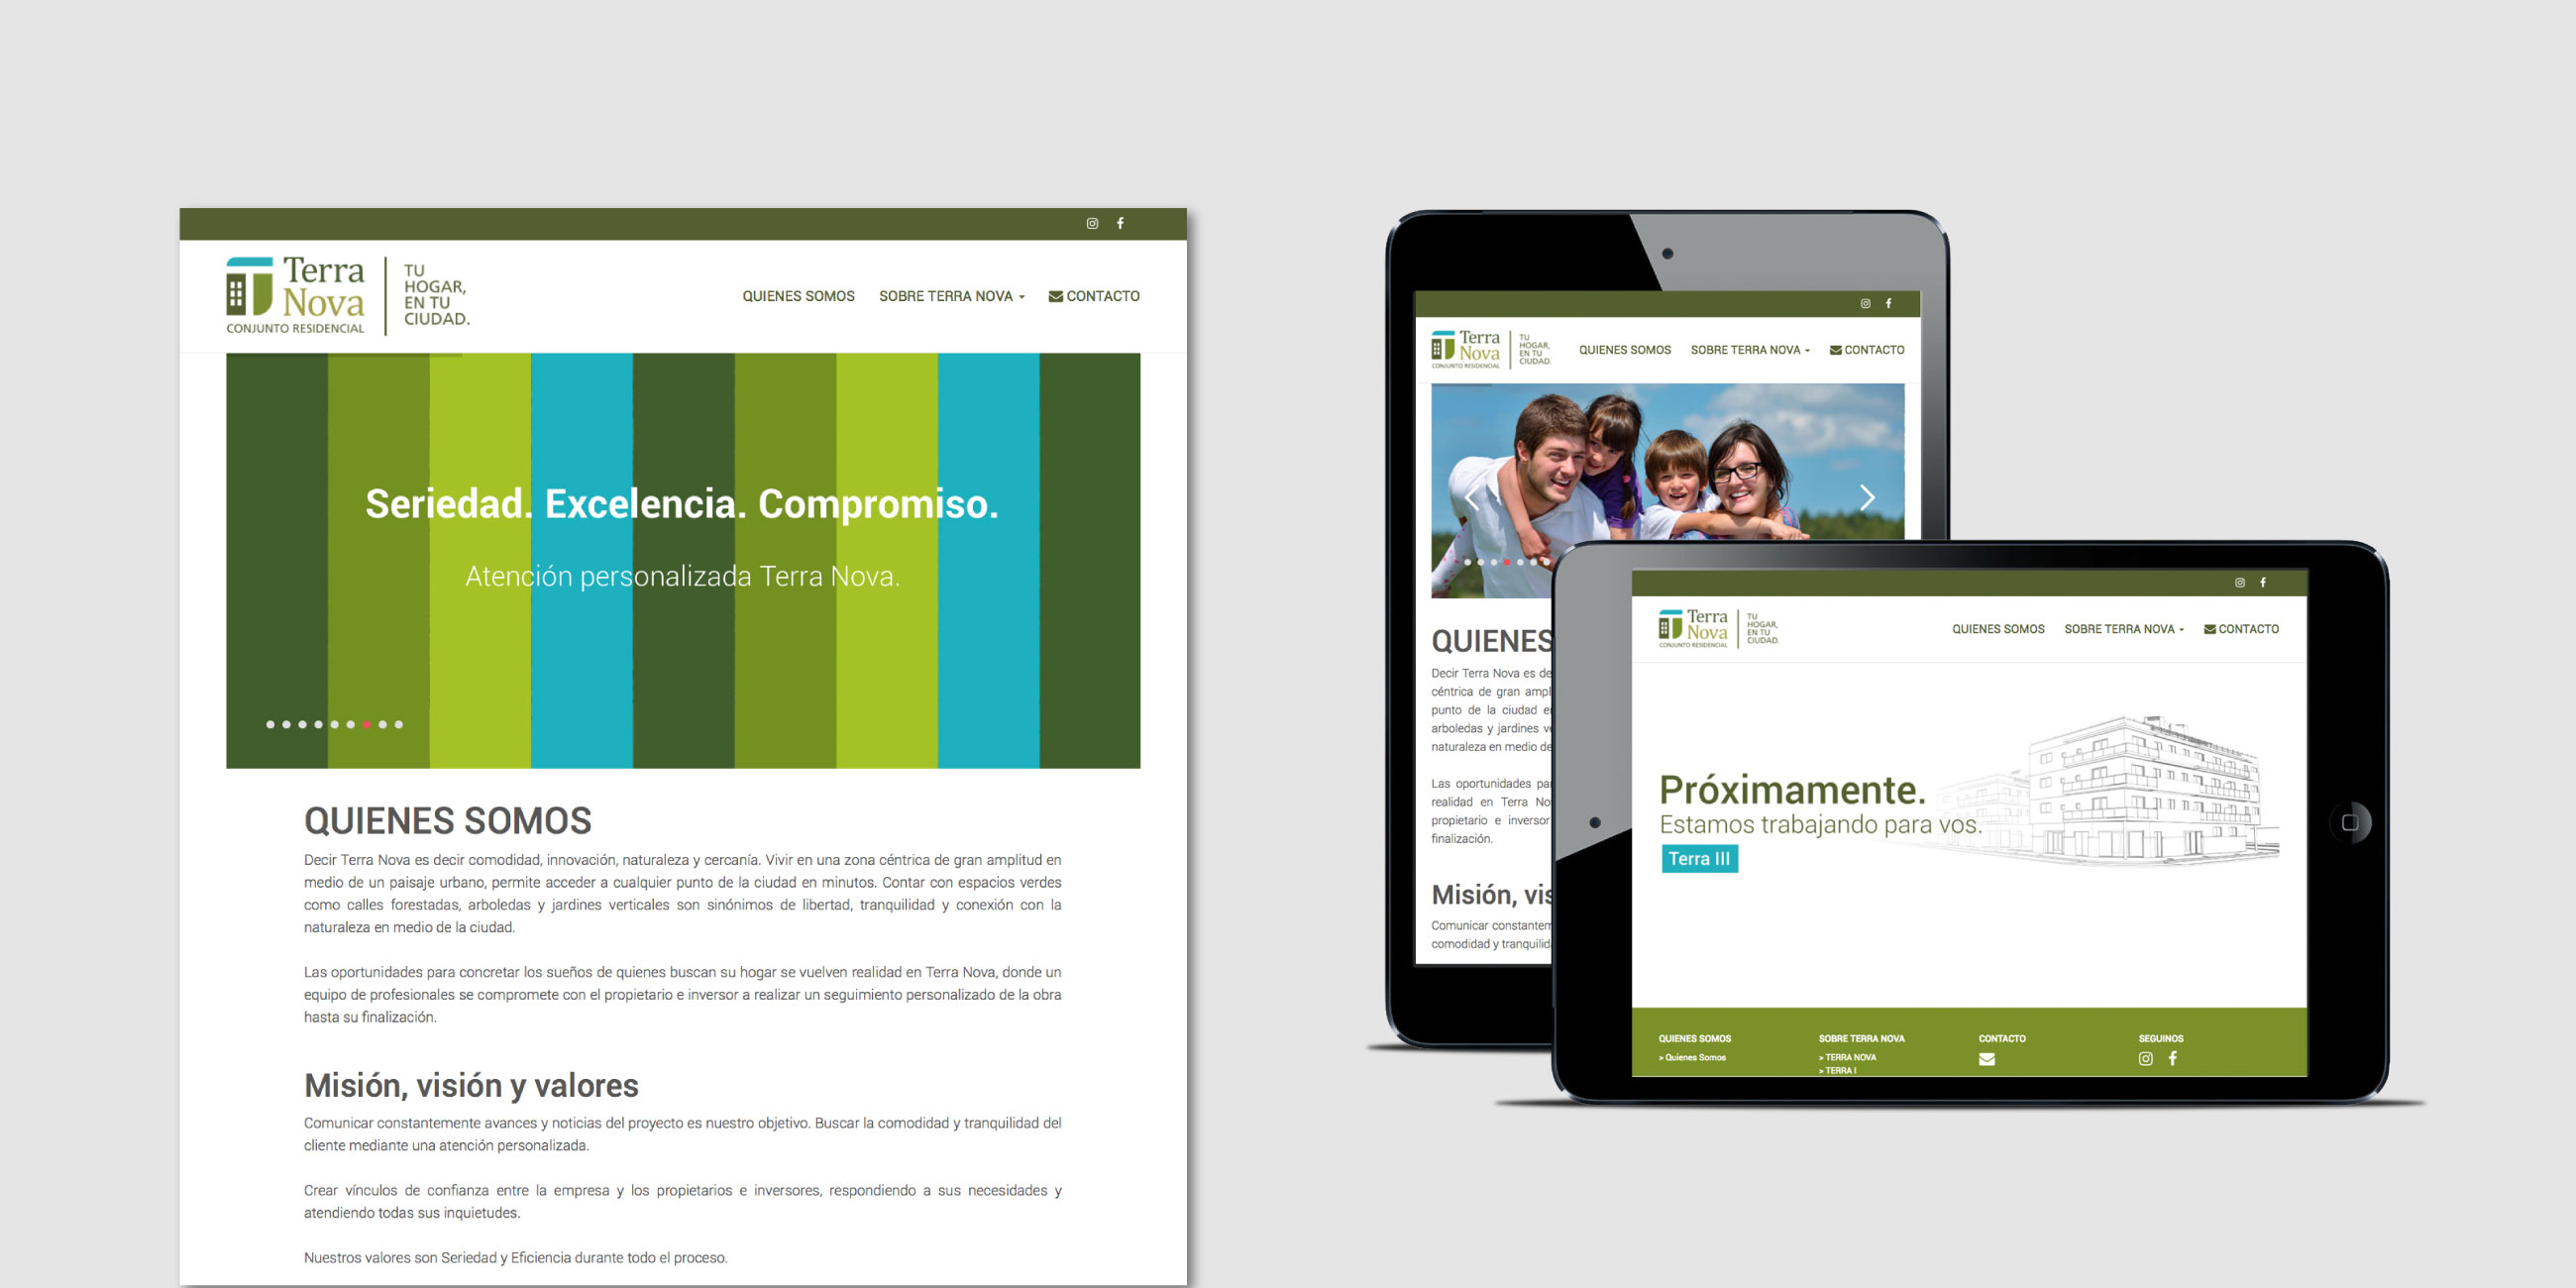 Terra
Nova
CONJUNTO RESIDENCIAL
TU
HOGAR,
EN TU
CIUDAD.
QUIENES SOMOS
SOBRE TERRA NOVA
CONTACTO
Seriedad. Excelencia. Compromiso.
Atención personalizada Terra Nova.
QUIENES SOMOS
Decir Terra Nova es decir comodidad, innovación, naturaleza y cercanía. Vivir en una zona céntrica de gran amplitud en
medio de un paisaje urbano, permite acceder a cualquier punto de la ciudad en minutos. Contar con espacios verdes
como calles forestadas, arboledas y jardines verticales son sinónimos de libertad, tranquilidad y conexión con la
naturaleza en medio de la ciudad.
Las oportunidades para concretar los sueños de quienes buscan su hogar se vuelven realidad en Terra Nova, donde un
equipo de profesionales se compromete con el propietario e inversor a realizar un seguimiento personalizado de la obra
hasta su finalización.
Misión, visión y valores
Comunicar constantemente avances y noticias del proyecto es nuestro objetivo. Buscar la comodidad y tranquilidad del
cliente mediante una atención personalizada.
Crear vínculos de confianza entre la empresa y los propietarios e inversores, respondiendo a sus necesidades y
atendiendo todas sus inquietudes.
Nuestros valores son Seriedad y Eficiencia durante todo el proceso.
Terra
Nova
CONJUNTO RESIDENCIAL
TU
HOGAR,
EN TU
CIUDAD.
QUIENES SOMOS
SOBRE TERRA NOVA
CONTACTO
QUIENES
Decir Terra Nova es de
céntrica de gran ampl
punto de la ciudad e
arboledas y jardines v
naturaleza en medio de
Las oportunidades pa
realidad en Terra No
propietario e inversor
finalización.
Misión, vis
Comunicar constantem
comodidad y tranquilid
Terra
Nova
CONJUNTO RESIDENCIAL
TU
HOGAR,
EN TU
CIUDAD.
QUIENES SOMOS
SOBRE TERRA NOVA
CONTACTO
Próximamente.
Estamos trabajando para vos.
Terra III
QUIENES SOMOS
> Quienes Somos
SOBRE TERRA NOVA
> TERRA NOVA
> TERRA I
CONTACTO
SEGUINOS